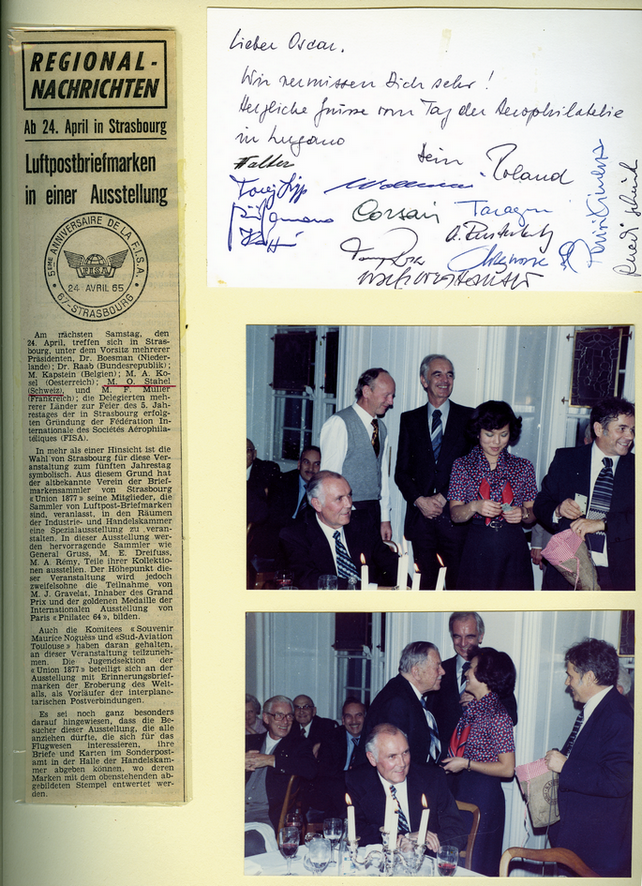 REGIONAL-
NACHRICHTEN
Ab 24. April in Strasbourg
Luftpostbriefmarken
in einer Ausstellung
5ème ANNIVERSAIRE DE LA F.I.S.A.
FISA
24 AVRIL 65
67-STRASBOURG
Am nächsten Samstag, den
24. April, treffen sich in Stras-
bourg, unter dem Vorsitz mehrerer
Präsidenten, Dr. Boesman (Nieder-
lande); Dr. Raab (Bundesrepublik);
M. Kapstein (Belgien); M. A. Ko-
sel (Oesterreich); M. O. Stahel
(Schweiz), und M. F. Müller
(Frankreich); die Delegierten meh-
rerer Länder zur Feier des 5. Jah-
restages der in Strasbourg erfolg-
ten Gründung der Fédération In-
ternationale des Sociétés Aérophila-
téliques (FISA).
In mehr als einer Hinsicht ist die
Wahl von Strasbourg für diese Ver-
anstaltung zum fünften Jahrestag
symbolisch. Aus diesem Grund hat
der altbekannte Verein der Brief-
markensammler von Strasbourg
« Union 1877 » seine Mitglieder, die
Sammler von Luftpost-Briefmarken
sind, veranlasst, in den Räumen
der Industrie- und Handelskammer
eine Spezialausstellung zu veran-
stalten. In dieser Ausstellung wer-
den hervorragende Sammler wie
General Gruss, M. E. Dreifuss,
M. A. Rémy, Teile ihrer Kollektio-
nen ausstellen. Der Höhepunkt die-
ser Veranstaltung wird jedoch
zweifelsohne die Teilnahme von
M. J. Gravelat, Inhaber des Grand
Prix und der goldenen Medaille der
Internationalen Ausstellung von
Paris « Philatec 64 », bilden.
Auch die Komitees « Souvenir
Maurice Noguès» und «Sud-Aviation
Toulouse » haben daran gehalten,
an dieser Veranstaltung teilzuneh-
men. Die Jugendsektion der
« Union 1877 » beteiligt sich an der
Ausstellung mit Erinnerungsbrief-
marken der Eroberung des Welt-
alls, als Vorläufer der interplane-
tarischen Postverbindungen.
Es sei noch ganz besonders
darauf hingewiesen, dass die Be-
sucher dieser Ausstellung, die alle
anziehen dürfte, die sich für das
Flugwesen interessieren, ihre
Briefe und Karten im Sonderpost-
amt in der Halle der Handelskam-
mer abgeben können, wo deren
Marken mit dem obenstehenden ab-
gebildeten Stempel entwertet wer-
den.
Lieber Oscar,
Wir vermissen Dich sehr!
Herzliche Grüsse vom Tag der Aerophilatelie
in Lugano
Dein Roland
Walter
Corsari